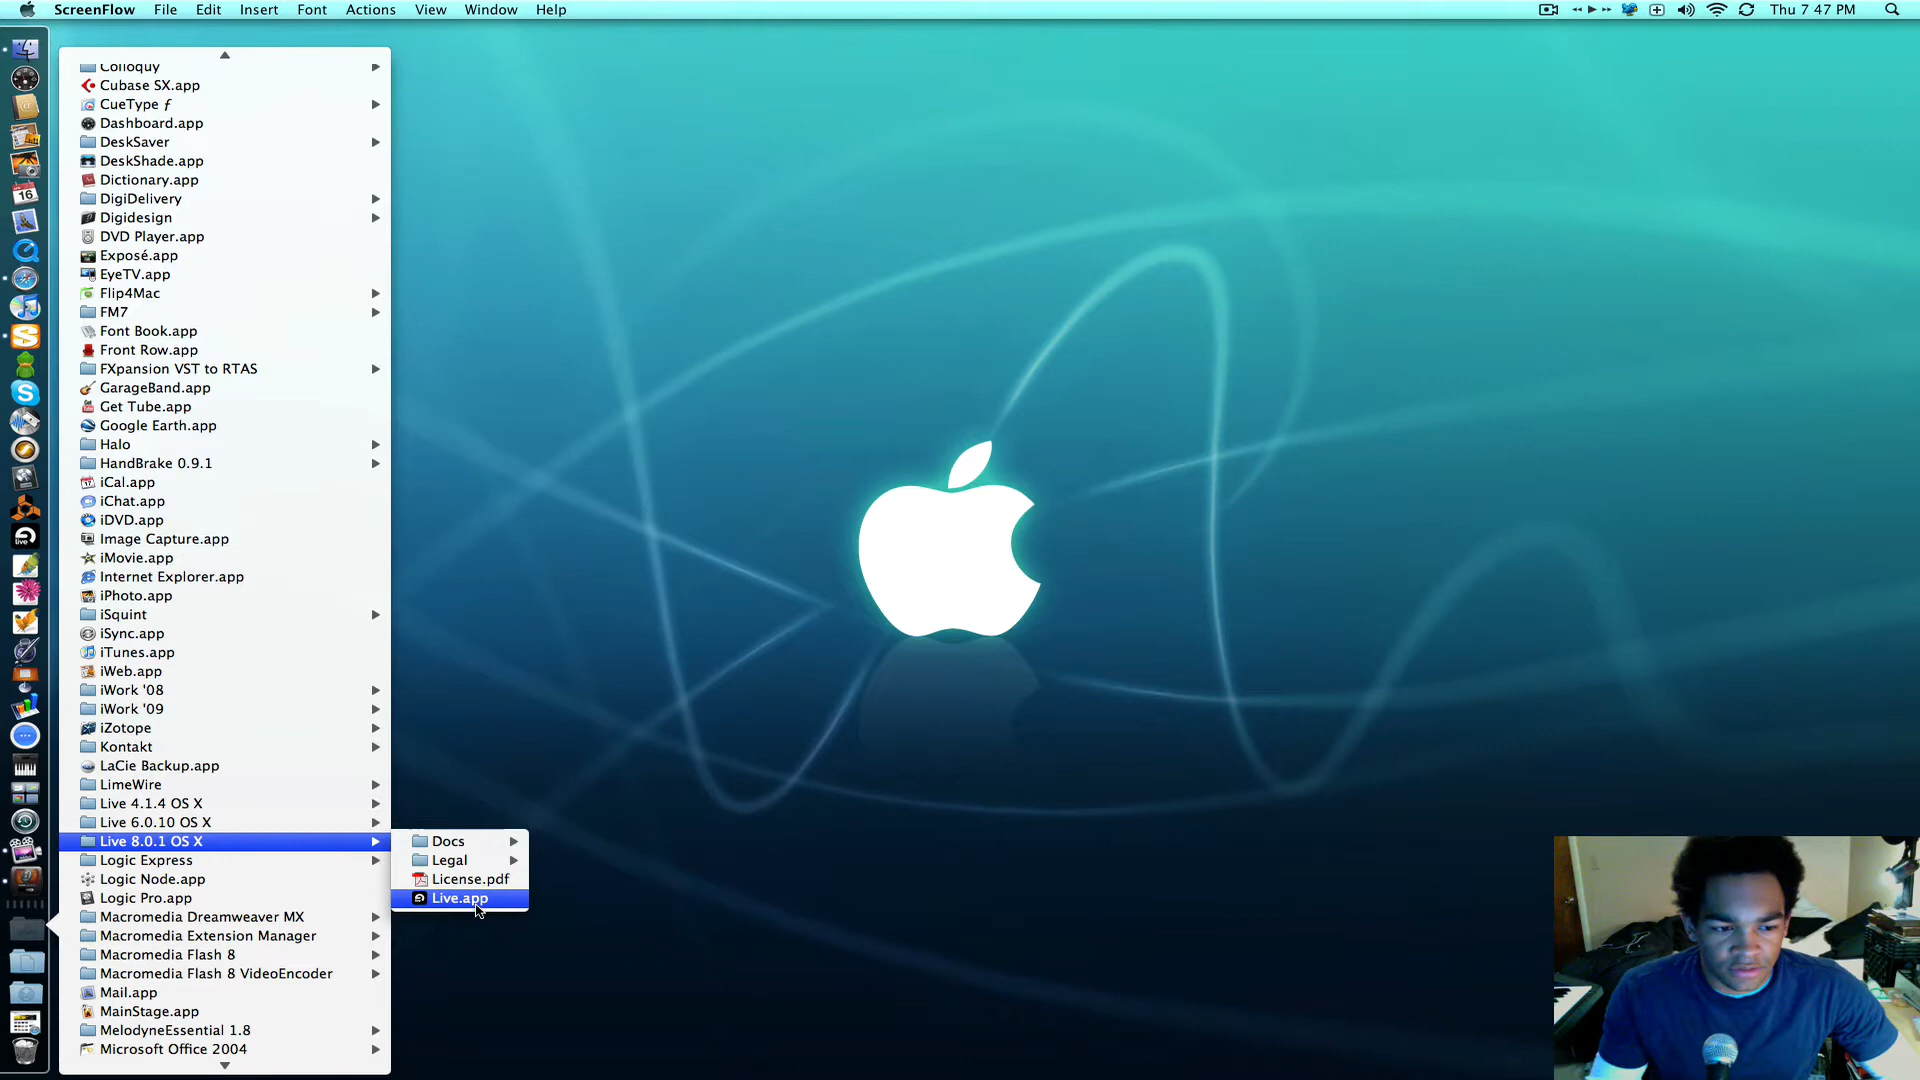 ScreenFlow File Edit Insert Font Actions View Window Help Thu 7 47 PM
Colloquy
Cubase SX.app
CueType ƒ
Dashboard.app
DeskSaver
DeskShade.app
Dictionary.app
DigiDelivery
Digidesign
DVD Player.app
Exposé.app
EyeTV.app
Flip4Mac
FM7
Font Book.app
Front Row.app
FXpansion VST to RTAS
GarageBand.app
Get Tube.app
Google Earth.app
Halo
HandBrake 0.9.1
iCal.app
iChat.app
iDVD.app
Image Capture.app
iMovie.app
Internet Explorer.app
iPhoto.app
iSquint
iSync.app
iTunes.app
iWeb.app
iWork '08
iWork '09
iZotope
Kontakt
LaCie Backup.app
LimeWire
Live 4.1.4 OS X
Live 6.0.10 OS X
Live 8.0.1 OS X
Logic Express
Logic Node.app
Logic Pro.app
Macromedia Dreamweaver MX
Macromedia Extension Manager
Macromedia Flash 8
Macromedia Flash 8 VideoEncoder
Mail.app
MainStage.app
MelodyneEssential 1.8
Microsoft Office 2004
Docs
Legal
License.pdf
Live.app
16
live